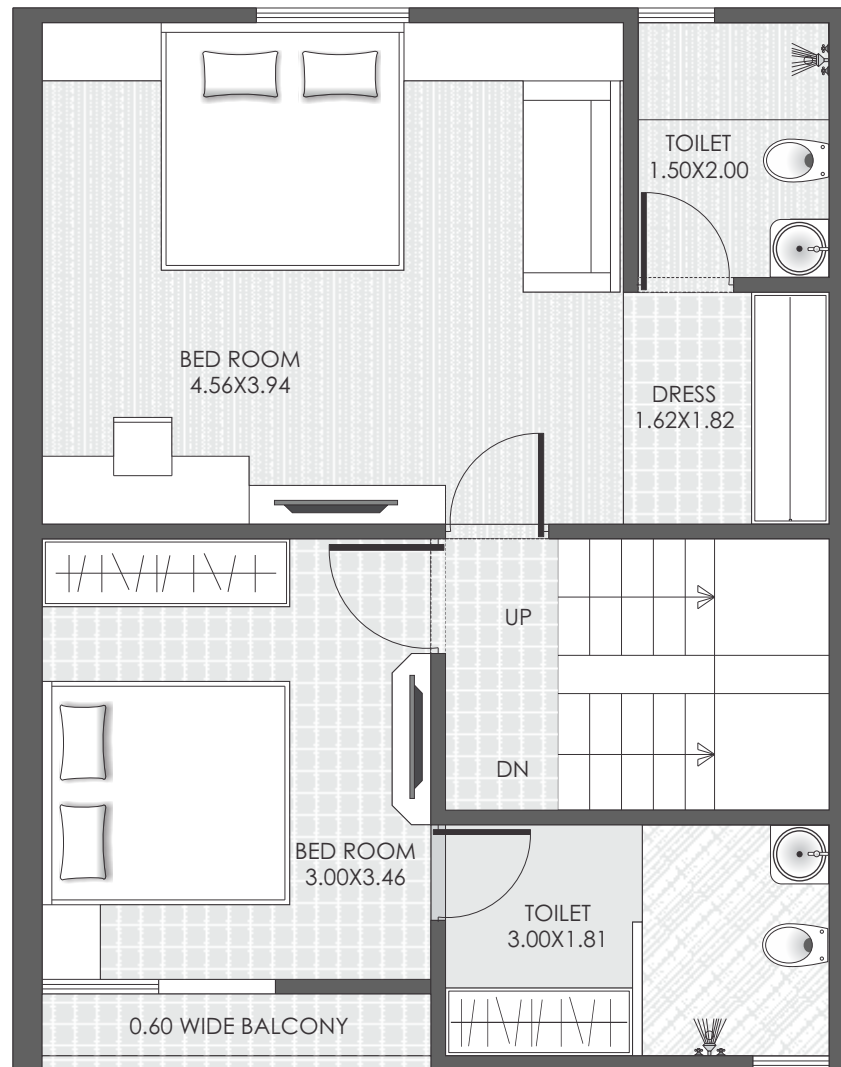 TOILET
1.50X2.00
BED ROOM
4.56X3.94
DRESS
1.62X1.82
UP
DN
BED ROOM
3.00X3.46
TOILET
3.00X1.81
0.60 WIDE BALCONY